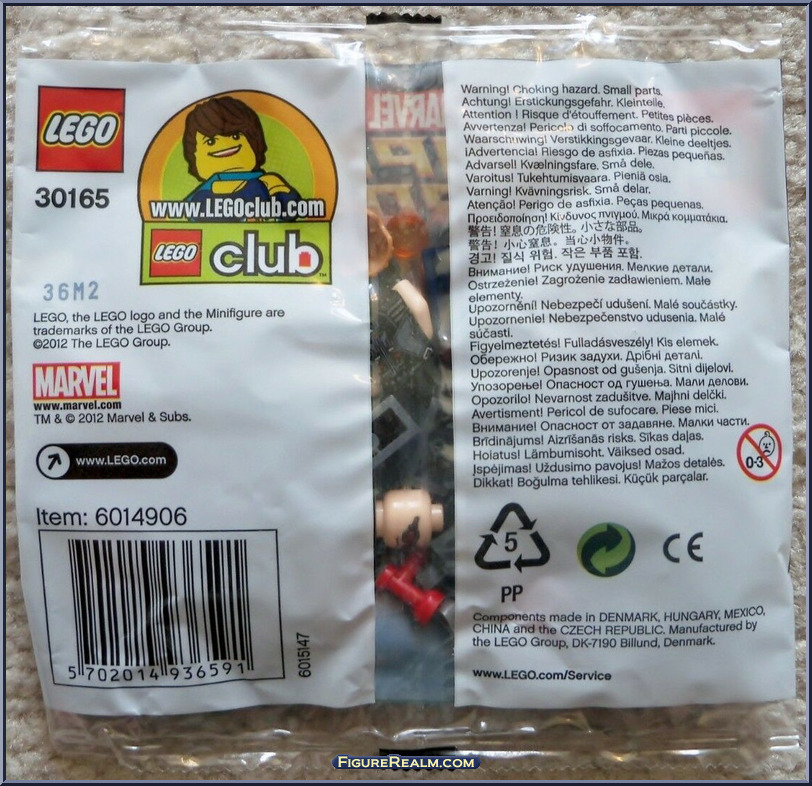 LEGO
30165
www.LEGOclub.com
LEGO club™
36M2
LEGO, the LEGO logo and the Minifigure are
trademarks of the LEGO Group.
©2012 The LEGO Group.
MARVEL
www.marvel.com
TM & © 2012 Marvel & Subs.
www.LEGO.com
Item: 6014906
5 702014 936591
6015147
MARVEL
Warning! Choking hazard. Small parts.
Achtung! Erstickungsgefahr. Kleinteile.
Attention ! Risque d'étouffement. Petites pièces.
Avvertenza! Pericolo di soffocamento. Parti piccole.
Waarschuwing! Verstikkingsgevaar. Kleine deeltjes.
¡Advertencia! Riesgo de asfixia. Piezas pequeñas.
Advarsel! Kvælningsfare. Små dele.
Varoitus! Tukehtumisvaara. Pieniä osia.
Varning! Kvävningsrisk. Små delar.
Atenção! Perigo de asfixia. Peças pequenas.
Προειδοποίηση! Κίνδυνος πνιγμού. Μικρά κομματάκια.
警告! 窒息の危険性。小さな部品。
警告! 小心窒息。当心小物件。
경고! 질식 위험. 작은 부품 포함.
Внимание! Риск удушения. Мелкие детали.
Ostrzeżenie! Zagrożenie zadławieniem. Małe
elementy.
Upozornění! Nebezpečí udušení. Malé součástky.
Upozornenie! Nebezpečenstvo udusenia. Malé
súčasti.
Figyelmeztetés! Fulladásveszély! Kis elemek.
Обережно! Ризик задухи. Дрібні деталі.
Upozorenje! Opasnost od gušenja. Sitni dijelovi.
Упозорење! Опасност од гушења. Мали делови.
Opozorilo! Nevarnost zadušitve. Majhni delčki.
Avertisment! Pericol de sufocare. Piese mici.
Внимание! Опасност от задавяне. Малки части.
Brīdinājums! Aizrīšanās risks. Sīkas daļas.
Hoiatus! Lämbumisoht. Väiksed osad.
Įspėjimas! Uždusimo pavojus! Mažos detalės.
Dikkat! Boğulma tehlikesi. Küçük parçalar.
0-3
5
PP
CE
Components made in DENMARK, HUNGARY, MEXICO,
CHINA and the CZECH REPUBLIC. Manufactured by
the LEGO Group, DK-7190 Billund, Denmark.
www.LEGO.com/Service
FIGUREREALM.COM